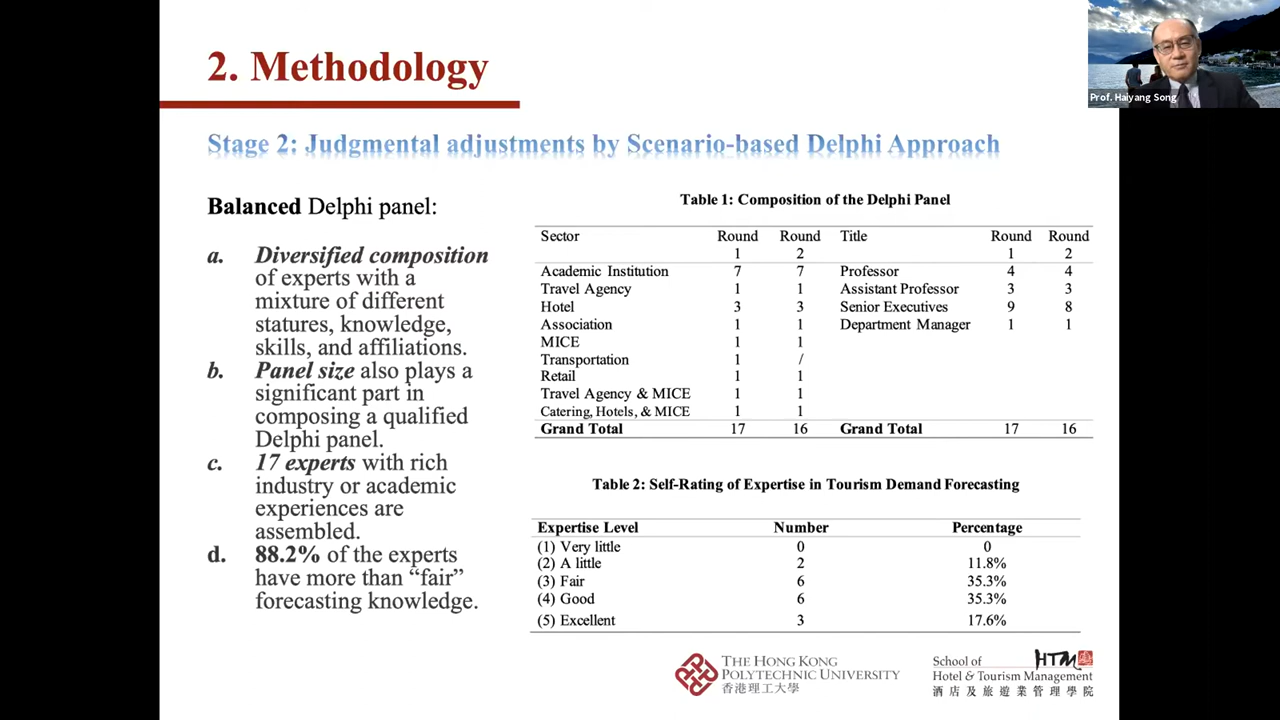 2. Methodology
Prof. Haiyang Song
Stage 2: Judgmental adjustments by Scenario-based Delphi Approach
Balanced Delphi panel:
a. Diversified composition
of experts with a
mixture of different
statures, knowledge,
skills, and affiliations.
b. Panel size also plays a
significant part in
composing a qualified
Delphi panel.
c. 17 experts with rich
industry or academic
experiences are
assembled.
d. 88.2% of the experts
have more than “fair”
forecasting knowledge.
Table 1: Composition of the Delphi Panel
Sector Round Round Title Round Round
1 2 1 2
Academic Institution 7 7 Professor 4 4
Travel Agency 1 1 Assistant Professor 3 3
Hotel 3 3 Senior Executives 9 8
Association 1 1 Department Manager 1 1
MICE 1 1
Transportation 1 /
Retail 1 1
Travel Agency & MICE 1 1
Catering, Hotels, & MICE 1 1
Grand Total 17 16 Grand Total 17 16
Table 2: Self-Rating of Expertise in Tourism Demand Forecasting
Expertise Level Number Percentage
(1) Very little 0 0
(2) A little 2 11.8%
(3) Fair 6 35.3%
(4) Good 6 35.3%
(5) Excellent 3 17.6%
THE HONG KONG
POLYTECHNIC UNIVERSITY
香港理工大學
School of HTM
Hotel & Tourism Management
酒店及旅遊業管理學院